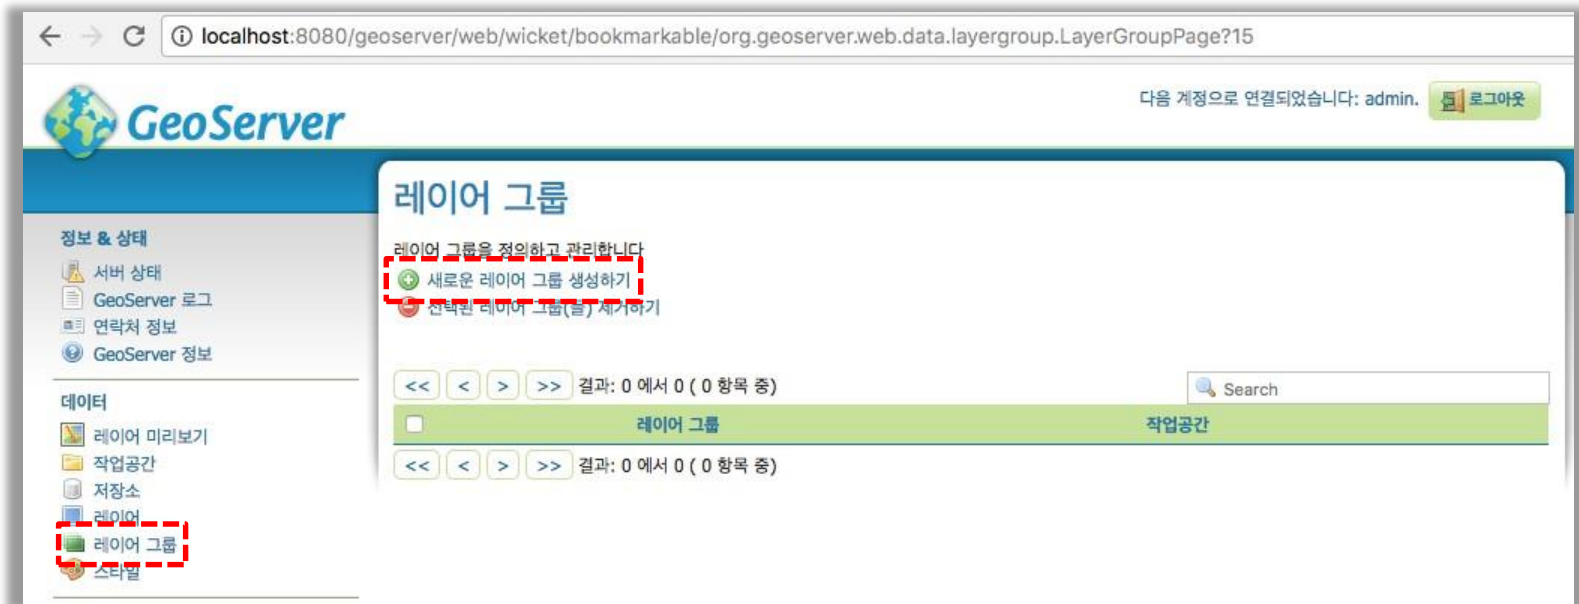 localhost:8080/geoserver/web/wicket/bookmarkable/org.geoserver.web.data.layergroup.LayerGroupPage?15
GeoServer
다음 계정으로 연결되었습니다: admin.
로그아웃
정보 & 상태
서버 상태
GeoServer 로그
연락처 정보
GeoServer 정보
데이터
레이어 미리보기
작업공간
저장소
레이어
레이어 그룹
스타일
레이어 그룹
레이어 그룹을 정의하고 관리합니다
새로운 레이어 그룹 생성하기
선택된 레이어 그룹(들) 제거하기
<< < > >> 결과: 0 에서 0 ( 0 항목 중)
Search
레이어 그룹 작업공간
<< < > >> 결과: 0 에서 0 ( 0 항목 중)